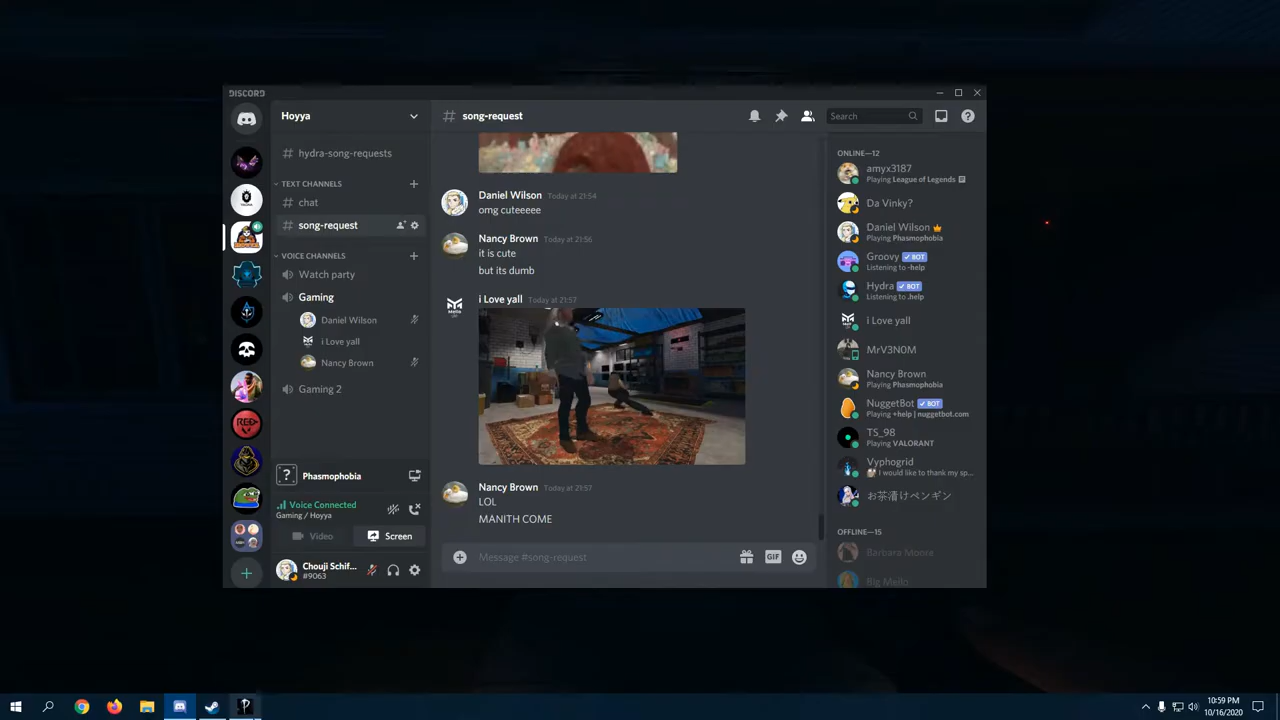 DISCORD
Hoyya
# song-request
Search
# hydra-song-requests
TEXT CHANNELS
# chat
# song-request
VOICE CHANNELS
Watch party
Gaming
Daniel Wilson
i Love yall
Nancy Brown
Gaming 2
Phasmophobia
Voice Connected
Gaming / Hoyya
Video
Screen
Chouji Schif...
#9063
Daniel Wilson Today at 21:54
omg cuteeeee
Nancy Brown Today at 21:56
it is cute
but its dumb
i Love yall Today at 21:57
Nancy Brown Today at 21:57
LOL
MANITH COME
Message #song-request
GIF
ONLINE—12
amyx3187
Playing League of Legends
Da Vinky?
Daniel Wilson
Playing Phasmophobia
Groovy BOT
Listening to -help
Hydra BOT
Listening to .help
i Love yall
MrV3N0M
Nancy Brown
Playing Phasmophobia
NuggetBot BOT
Playing +help | nuggetbot.com
TS_98
Playing VALORANT
Vyphogrid
I would like to thank my sp...
お茶漬けペンギン
OFFLINE—15
Barbara Moore
Big Mello
10:59 PM
10/16/2020